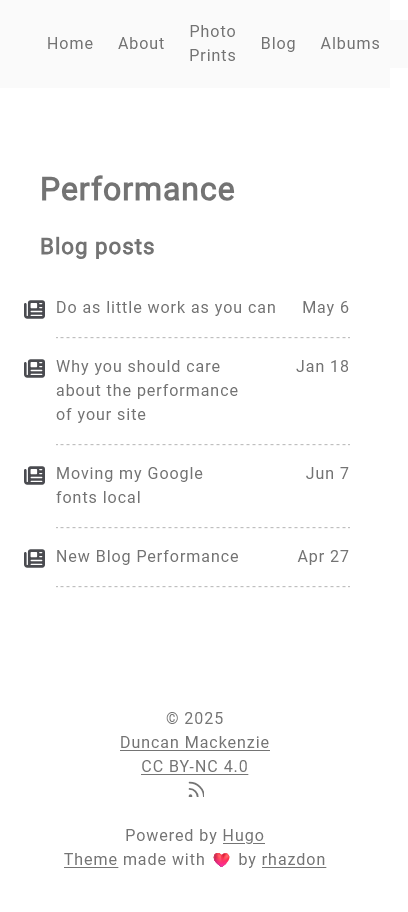 Home
About
Photo
Prints
Blog
Albums
Performance
Blog posts
Do as little work as you can May 6
Why you should care Jan 18
about the performance
of your site
Moving my Google Jun 7
fonts local
New Blog Performance Apr 27
© 2025
Duncan Mackenzie
CC BY-NC 4.0
Powered by Hugo
Theme made with ❤️ by rhazdon